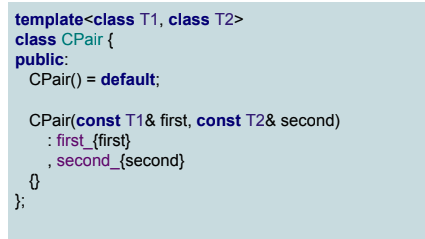 template<class T1, class T2>
class CPair {
public:
CPair() = default;
CPair(const T1& first, const T2& second)
: first_{first}
, second_{second}
{}
};